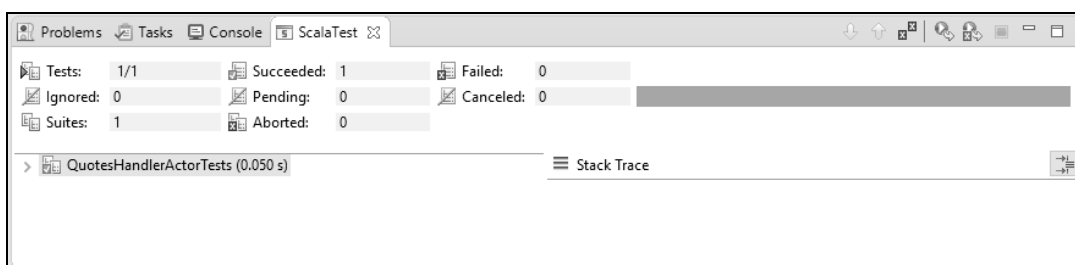 Problems Tasks Console ScalaTest
Tests: 1/1 Succeeded: 1 Failed: 0
Ignored: 0 Pending: 0 Canceled: 0
Suites: 1 Aborted: 0
QuotesHandlerActorTests (0.050 s) Stack Trace